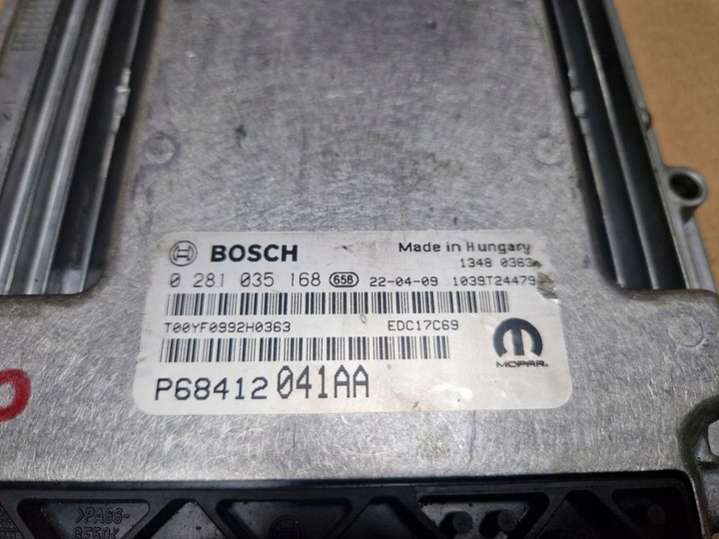 BOSCH
Made in Hungary
1348 0363
0 281 035 168 658 22-04-09 1039T24479
T00YF0992H0363 EDC17C69
MOPAR.
P68412041AA
>PA66-